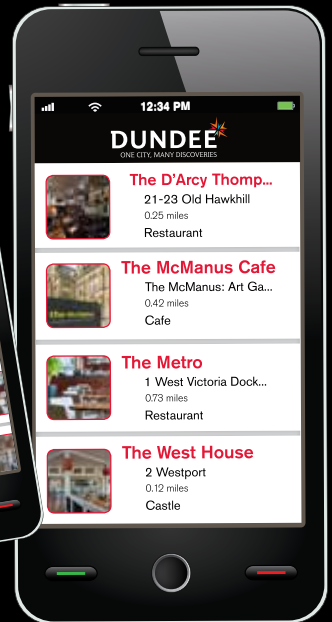 12:34 PM
DUNDEE
ONE CITY, MANY DISCOVERIES
The D'Arcy Thomp...
21-23 Old Hawkhill
0.25 miles
Restaurant
The McManus Cafe
The McManus: Art Ga...
0.42 miles
Cafe
The Metro
1 West Victoria Dock...
0.73 miles
Restaurant
The West House
2 Westport
0.12 miles
Castle